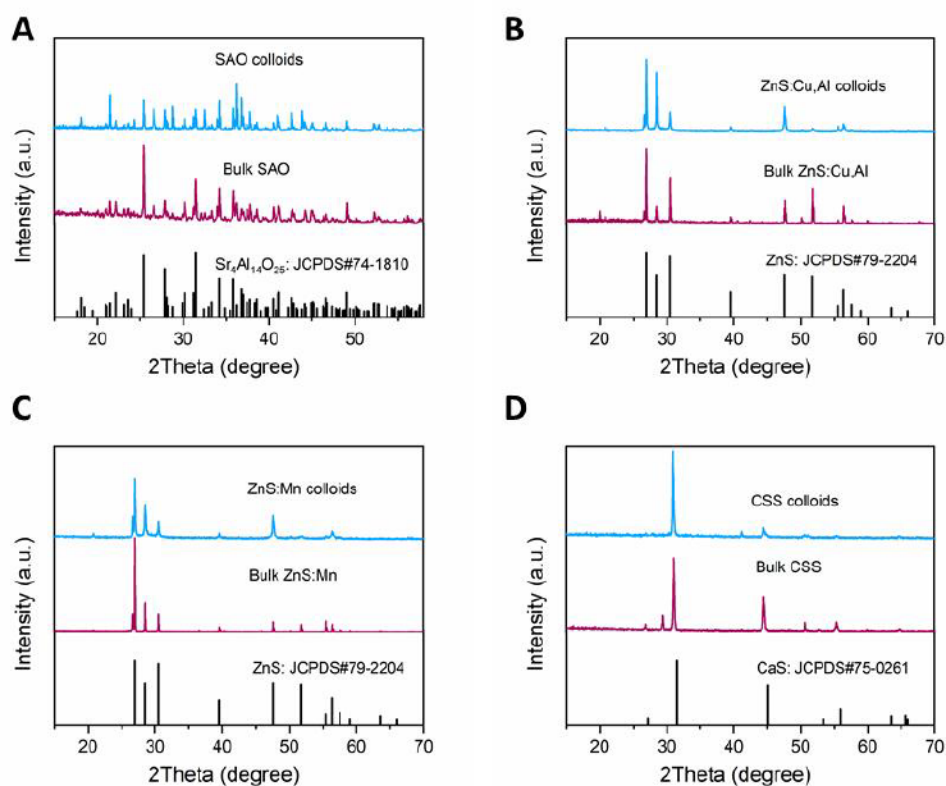 A
Intensity (a.u.)
SAO colloids
Bulk SAO
Sr4Al14O25: JCPDS#74-1810
20 30 40 50
2Theta (degree)
B
Intensity (a.u.)
ZnS:Cu,Al colloids
Bulk ZnS:Cu,Al
ZnS: JCPDS#79-2204
20 30 40 50 60 70
2Theta (degree)
C
Intensity (a.u.)
ZnS:Mn colloids
Bulk ZnS:Mn
ZnS: JCPDS#79-2204
20 30 40 50 60 70
2Theta (degree)
D
Intensity (a.u.)
CSS colloids
Bulk CSS
CaS: JCPDS#75-0261
20 30 40 50 60 70
2Theta (degree)